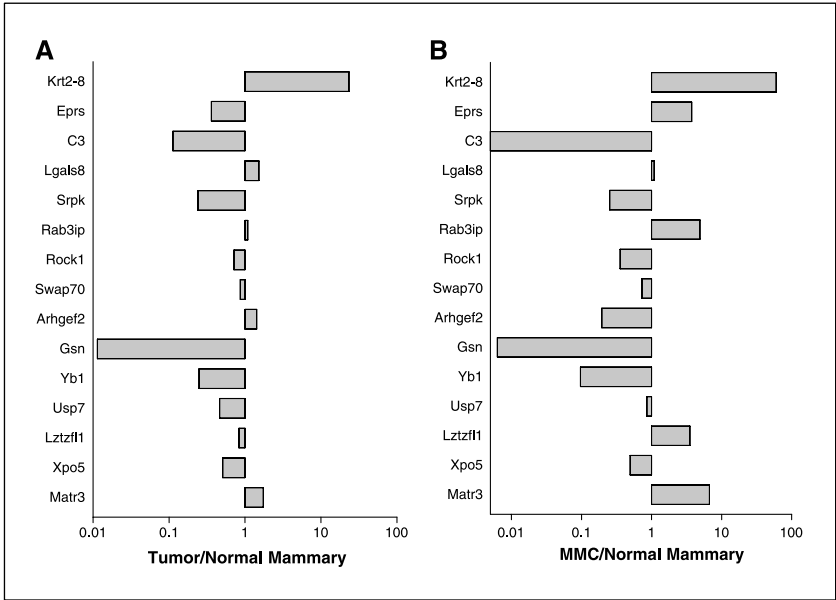 A
Krt2-8
Eprs
C3
Lgals8
Srpk
Rab3ip
Rock1
Swap70
Arhgef2
Gsn
Yb1
Usp7
Lztzfl1
Xpo5
Matr3
0.01 0.1 1 10 100
Tumor/Normal Mammary
B
Krt2-8
Eprs
C3
Lgals8
Srpk
Rab3ip
Rock1
Swap70
Arhgef2
Gsn
Yb1
Usp7
Lztzfl1
Xpo5
Matr3
0.01 0.1 1 10 100
MMC/Normal Mammary